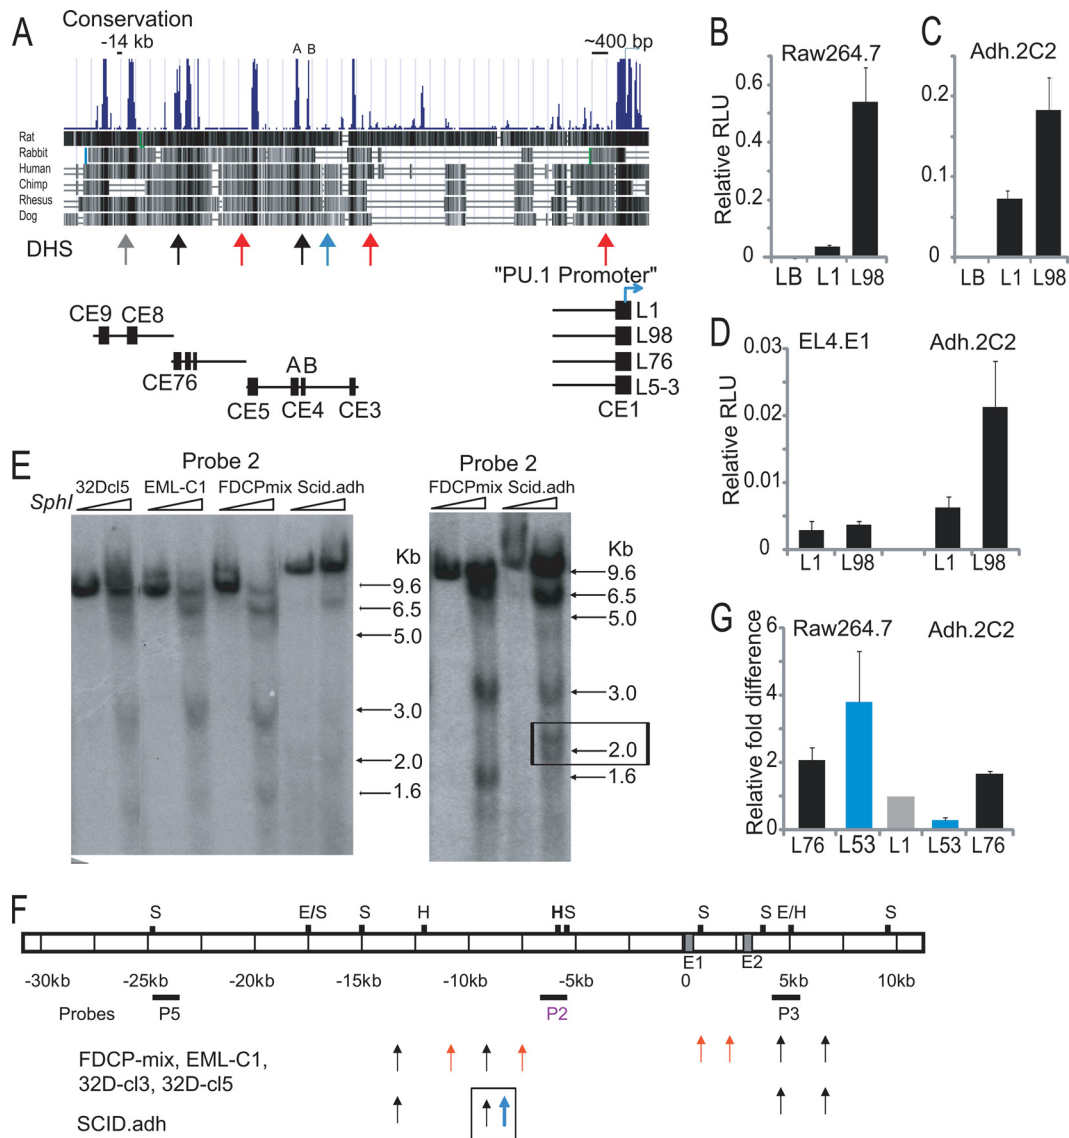 A
Conservation
-14 kb
A B
~400 bp
Rat
Rabbit
Human
Chimp
Rhesus
Dog
DHS
"PU.1 Promoter"
CE9 CE8
CE76
A B
CE5 CE4 CE3
L1
L98
L76
L5-3
CE1
B
Raw264.7
Relative RLU
0.6
0.4
0.2
0
LB L1 L98
C
Adh.2C2
0.2
0.1
0
LB L1 L98
D
EL4.E1 Adh.2C2
Relative RLU
0.03
0.02
0.01
0
L1 L98 L1 L98
E
Probe 2
SphI
32Dcl5 EML-C1 FDCPmix Scid.adh
Kb
9.6
6.5
5.0
3.0
2.0
1.6
Probe 2
FDCPmix Scid.adh
Kb
9.6
6.5
5.0
3.0
2.0
1.6
G
Raw264.7 Adh.2C2
Relative fold difference
6
4
2
0
L76 L53 L1 L53 L76
F
S E/S S H H S S S E/H S
E1 E2
-30kb -25kb -20kb -15kb -10kb -5kb 0 5kb 10kb
Probes P5 P2 P3
FDCP-mix, EML-C1,
32D-cl3, 32D-cl5
SCID.adh